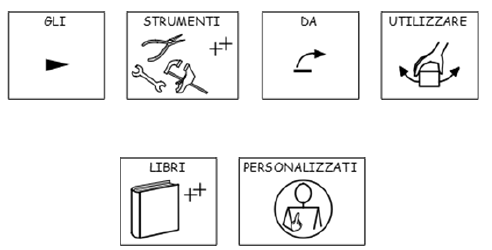 GLI STRUMENTI DA UTILIZZARE
LIBRI PERSONALIZZATI